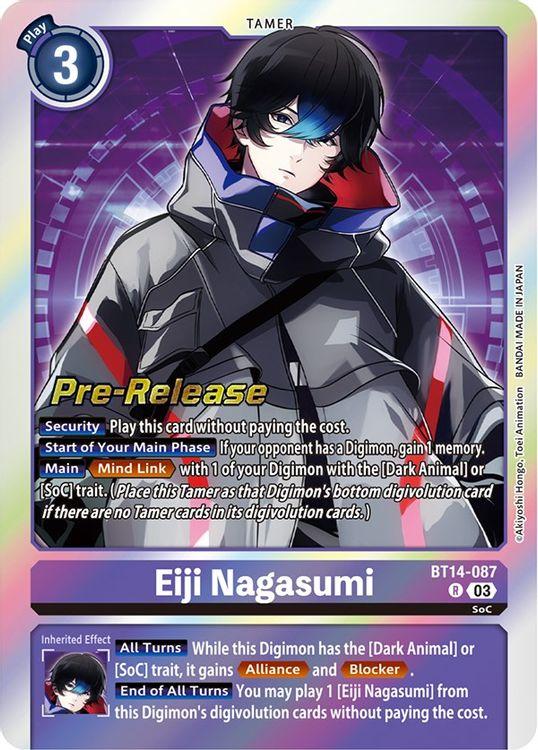 TAMER
Play
3
Pre-Release
Security Play this card without paying the cost.
Start of Your Main Phase If your opponent has a Digimon, gain 1 memory.
Main Mind Link with 1 of your Digimon with the [Dark Animal] or
[SoC] trait. (Place this Tamer as that Digimon's bottom digivolution card
if there are no Tamer cards in its digivolution cards.)
©Akiyoshi Hongo, Toei Animation BANDAI MADE IN JAPAN
Eiji Nagasumi
BT14-087
R 03
SoC
Inherited Effect
All Turns While this Digimon has the [Dark Animal] or
[SoC] trait, it gains Alliance and Blocker.
End of All Turns You may play 1 [Eiji Nagasumi] from
this Digimon's digivolution cards without paying the cost.